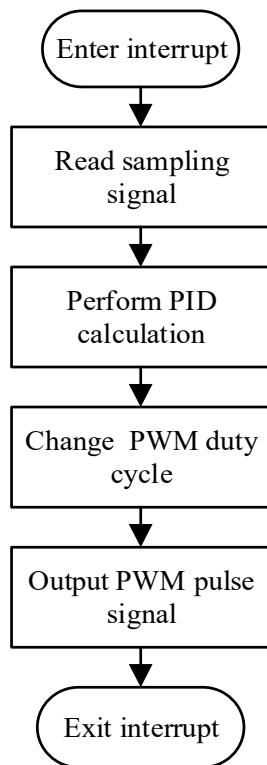 Enter interrupt
Read sampling
signal
Perform PID
calculation
Change PWM duty
cycle
Output PWM pulse
signal
Exit interrupt